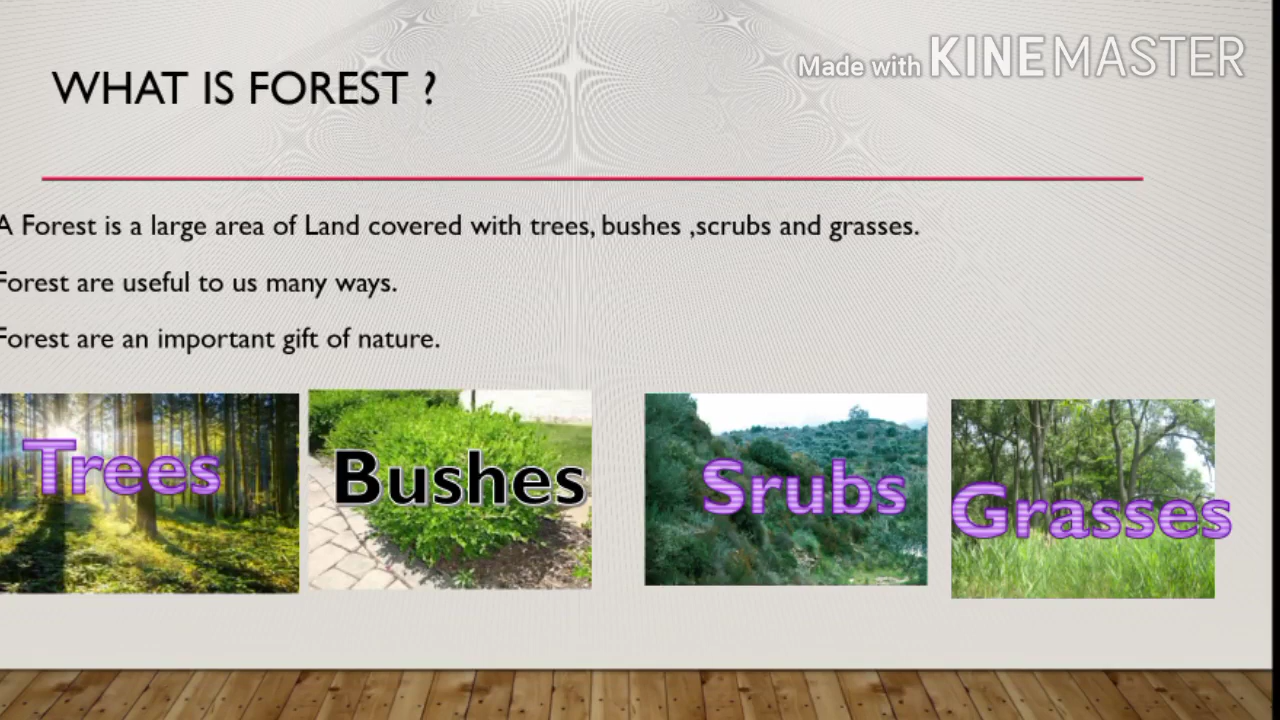 Made with KINEMASTER
WHAT IS FOREST ?
A Forest is a large area of Land covered with trees, bushes ,scrubs and grasses.
Forest are useful to us many ways.
Forest are an important gift of nature.
Trees
Bushes
Srubs
Grasses